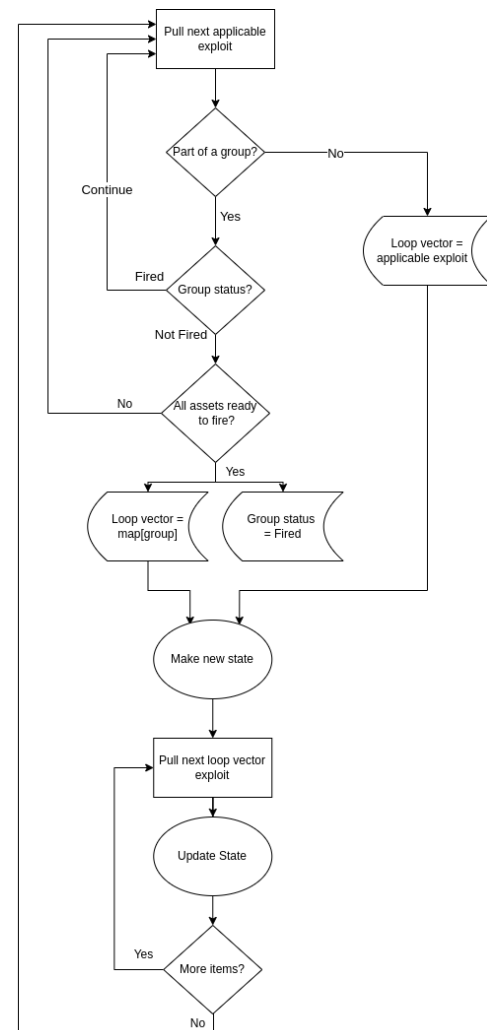 Pull next applicable
exploit
Part of a group?
No
Continue
Yes
Loop vector =
applicable exploit
Fired
Group status?
Not Fired
No
All assets ready
to fire?
Yes
Loop vector =
map[group]
Group status
= Fired
Make new state
Pull next loop vector
exploit
Update State
Yes
More items?
No